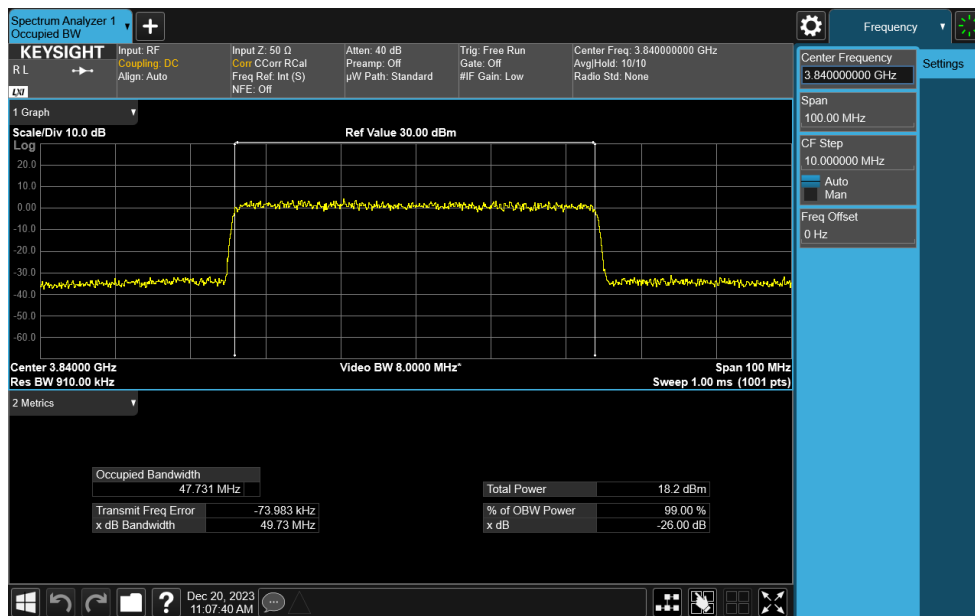 Spectrum Analyzer 1
Occupied BW
Frequency
KEYSIGHT
R L
LXI
Input: RF
Coupling: DC
Align: Auto
Input Z: 50 Ω
Corr CCorr RCal
Freq Ref: Int (S)
NFE: Off
Atten: 40 dB
Preamp: Off
µW Path: Standard
Trig: Free Run
Gate: Off
#IF Gain: Low
Center Freq: 3.840000000 GHz
Avg|Hold: 10/10
Radio Std: None
Center Frequency
3.840000000 GHz
Settings
Span
100.00 MHz
CF Step
10.000000 MHz
Auto
Man
Freq Offset
0 Hz
1 Graph
Scale/Div 10.0 dB
Ref Value 30.00 dBm
Log
20.0
10.0
0.00
-10.0
-20.0
-30.0
-40.0
-50.0
-60.0
Center 3.84000 GHz
Video BW 8.0000 MHz*
Span 100 MHz
Res BW 910.00 kHz
Sweep 1.00 ms (1001 pts)
2 Metrics
Occupied Bandwidth
47.731 MHz
Total Power 18.2 dBm
Transmit Freq Error -73.983 kHz
% of OBW Power 99.00 %
x dB Bandwidth 49.73 MHz
x dB -26.00 dB
?
Dec 20, 2023
11:07:40 AM